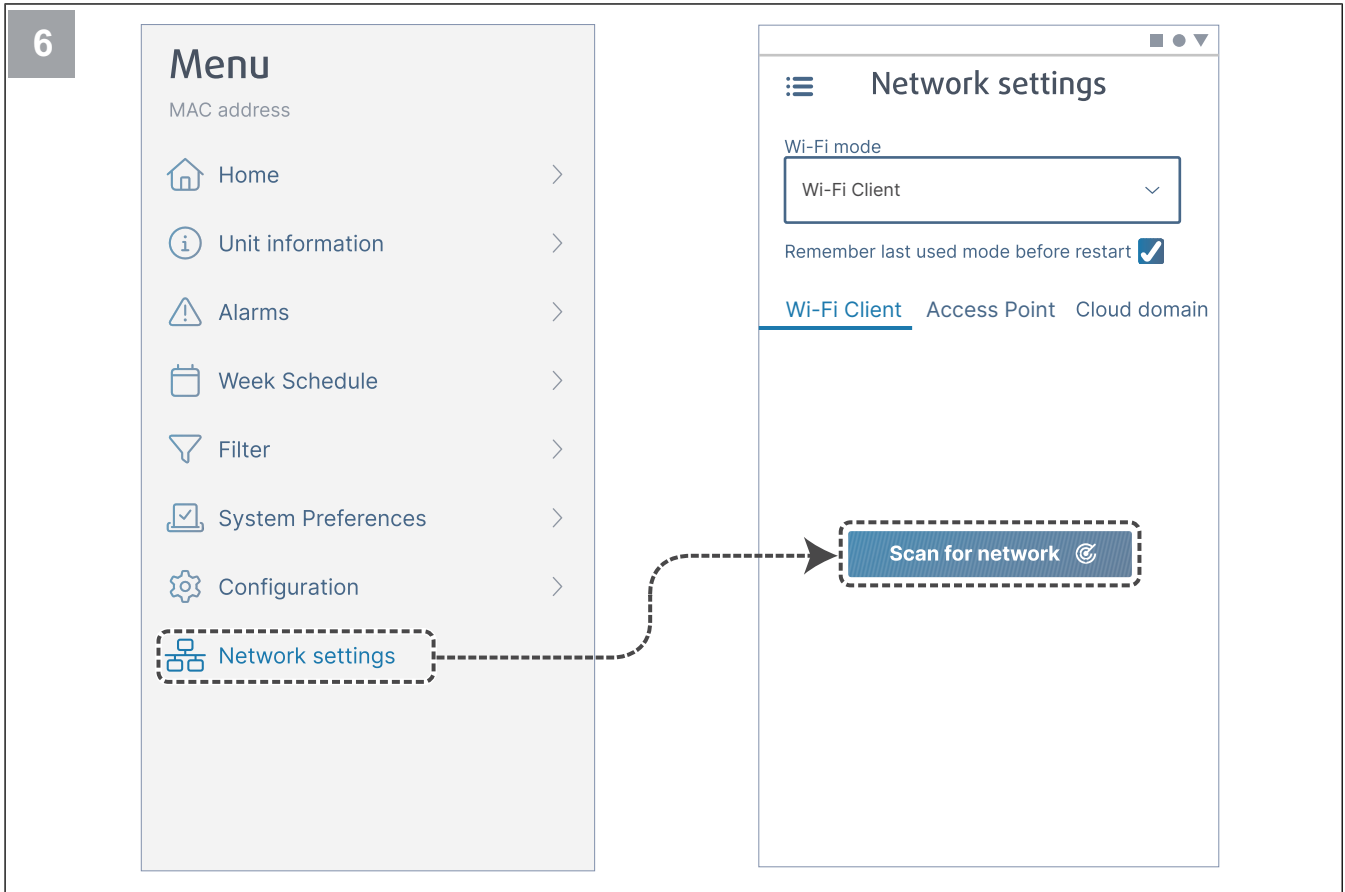 6
Menu
MAC address
Home
Unit information
Alarms
Week Schedule
Filter
System Preferences
Configuration
Network settings
Network settings
Wi-Fi mode
Wi-Fi Client
Remember last used mode before restart
Wi-Fi Client Access Point Cloud domain
Scan for network